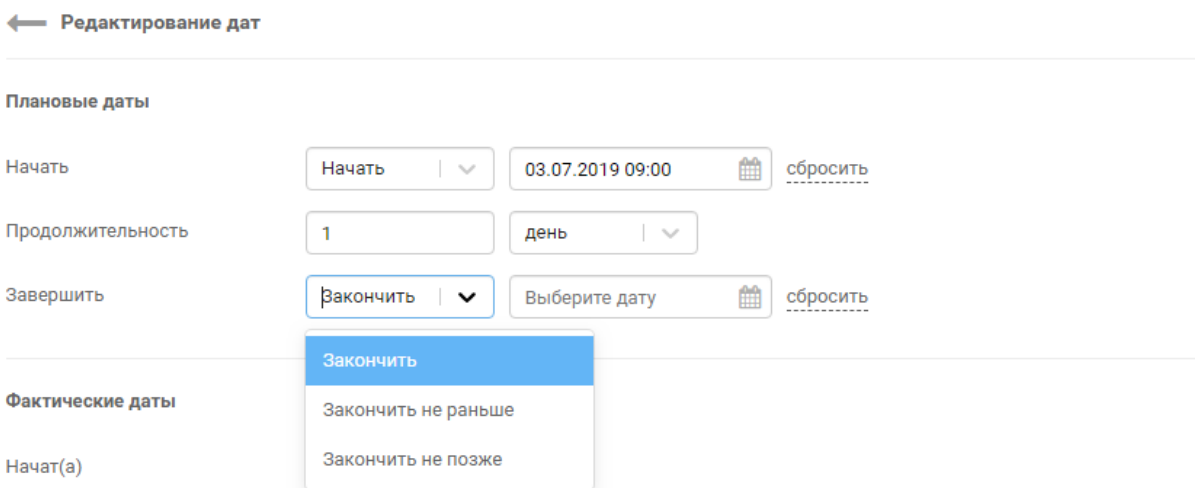 Редактирование дат
Плановые даты
Начать Начать 03.07.2019 09:00 сбросить
Продолжительность 1 день
Завершить Закончить Выберите дату сбросить
Закончить
Фактические даты
Закончить не раньше
Закончить не позже
Начат(а)